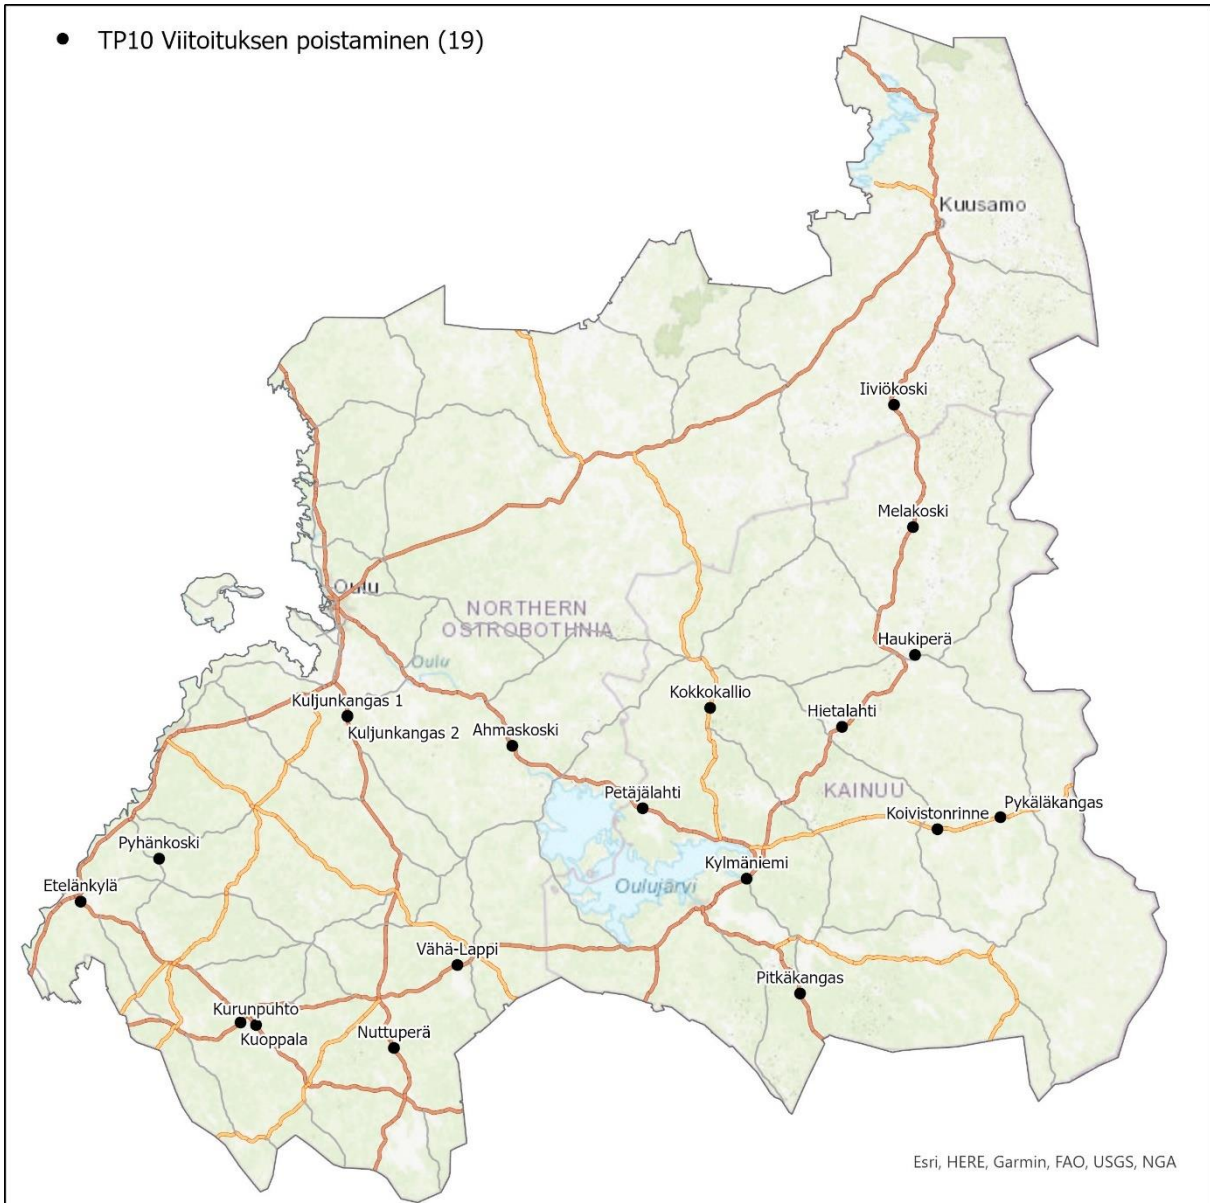 TP10 Viitoituksen poistaminen (19)
Kuusamo
Iiviökoski
Melakoski
Oulu
NORTHERN
OSTROBOTHNIA
Haukiperä
Oulu
Kokkokallio
Kuljunkangas 1
Kuljunkangas 2
Ahmaskoski
Hietalahti
Petäjälahti
KAINUU
Pykäläkangas
Koivistonrinne
Pyhänkoski
Kylmäniemi
Etelänkylä
Oulujärvi
Vähä-Lappi
Pitkäkangas
Kurunpuhto
Kuoppala
Nuttuperä
Esri, HERE, Garmin, FAO, USGS, NGA